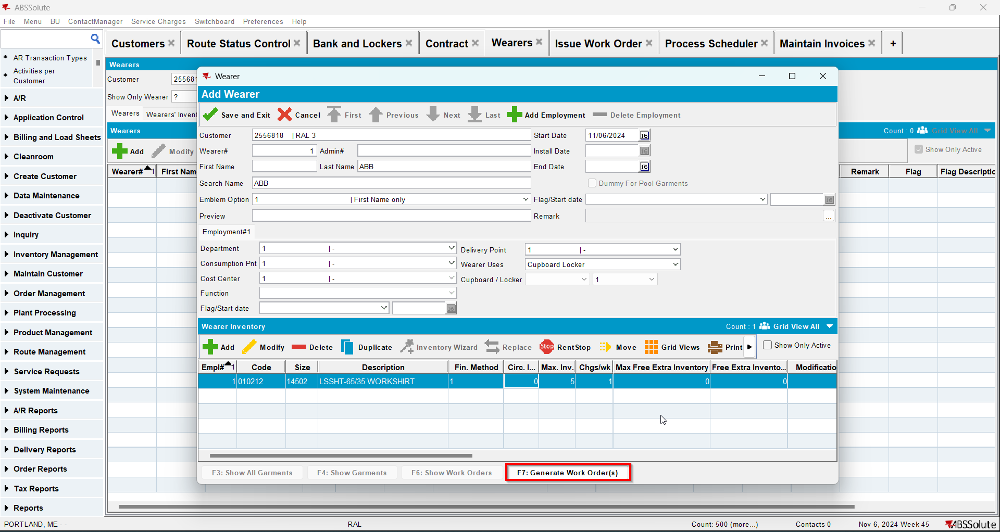 ABSSolute
File Menu BU ContactManager Service Charges Switchboard Preferences Help
Customers Route Status Control Bank and Lockers Contract Wearers Issue Work Order Process Scheduler Maintain Invoices +
AR Transaction Types
Activities per
Customer
A/R
Application Control
Billing and Load Sheets
Cleanroom
Create Customer
Data Maintenance
Deactivate Customer
Inquiry
Inventory Management
Maintain Customer
Order Management
Plant Processing
Product Management
Route Management
Service Requests
System Maintenance
A/R Reports
Billing Reports
Delivery Reports
Order Reports
Tax Reports
Reports
Wearers
Customer 25568
Show Only Wearer ?
Wearers Wearers' Invent
Wearers Count : 0 Grid View All
Add Modify Show Only Active
Wearer# 1 First Nam Remark Flag Flag Descriptic
Wearer
Add Wearer
Save and Exit Cancel First Previous Next Last Add Employment Delete Employment
Customer 2556818 | RAL 3 Start Date 11/06/2024 16
Wearer# 1 Admin# Install Date 16
First Name Last Name ABB End Date 16
Search Name ABB Dummy For Pool Garments
Emblem Option 1 | First Name only Flag/Start date 16
Preview Remark ...
Employment#1
Department 1 | - Delivery Point 1 | -
Consumption Pnt 1 | - Wearer Uses Cupboard Locker
Cost Center 1 | - Cupboard / Locker 1
Function
Flag/Start date 16
Wearer Inventory Count : 1 Grid View All
Add Modify Delete Duplicate Inventory Wizard Replace Stop RentStop Move Grid Views Print Show Only Active
Empl# 1 Code Size Description Fin. Method Circ. I... Max. Inv. Chgs/wk Max Free Extra Inventory Free Extra Invento... Modificatio
1 010212 14502 LSSHT-65/35 WORKSHIRT 1 0 5 1 0 0
F3: Show All Garments F4: Show Garments F6: Show Work Orders F7: Generate Work Order(s)
PORTLAND, ME - - RAL Count: 500 (more...) Contacts 0 Nov 6, 2024 Week 45 ABSSolute